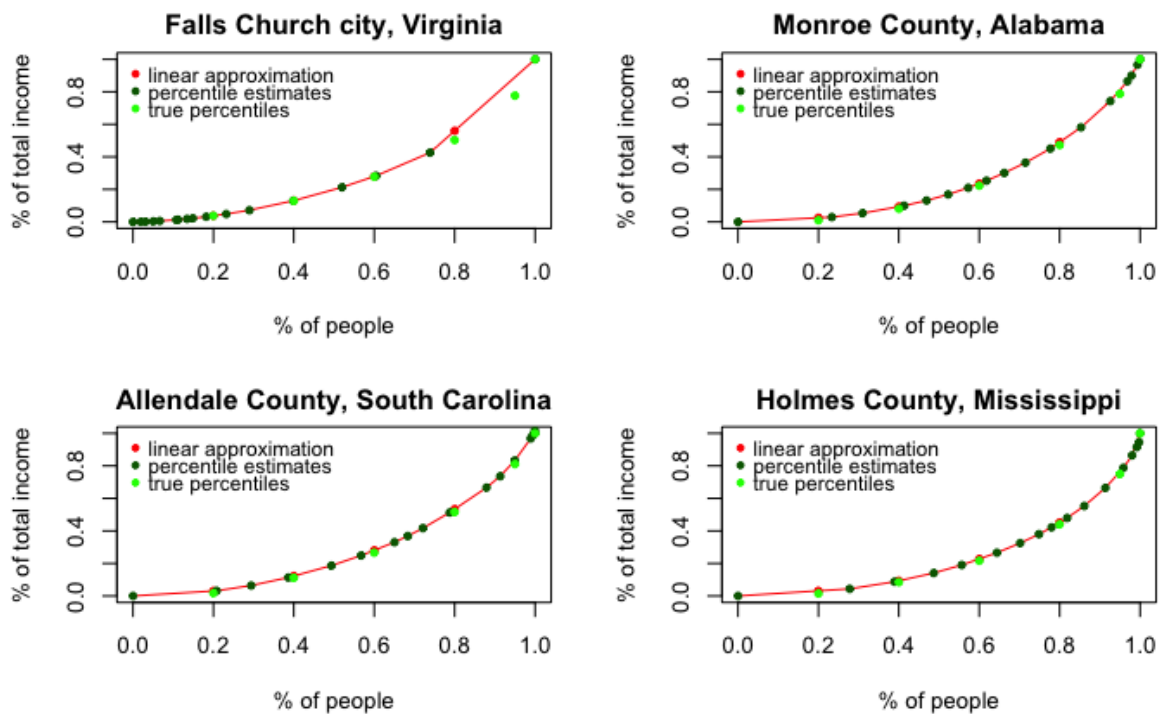 Falls Church city, Virginia
% of total income
0.8
0.4
0.0
linear approximation
percentile estimates
true percentiles
0.0 0.2 0.4 0.6 0.8 1.0
% of people
Monroe County, Alabama
% of total income
0.8
0.4
0.0
linear approximation
percentile estimates
true percentiles
0.0 0.2 0.4 0.6 0.8 1.0
% of people
Allendale County, South Carolina
% of total income
0.8
0.4
0.0
linear approximation
percentile estimates
true percentiles
0.0 0.2 0.4 0.6 0.8 1.0
% of people
Holmes County, Mississippi
% of total income
0.8
0.4
0.0
linear approximation
percentile estimates
true percentiles
0.0 0.2 0.4 0.6 0.8 1.0
% of people